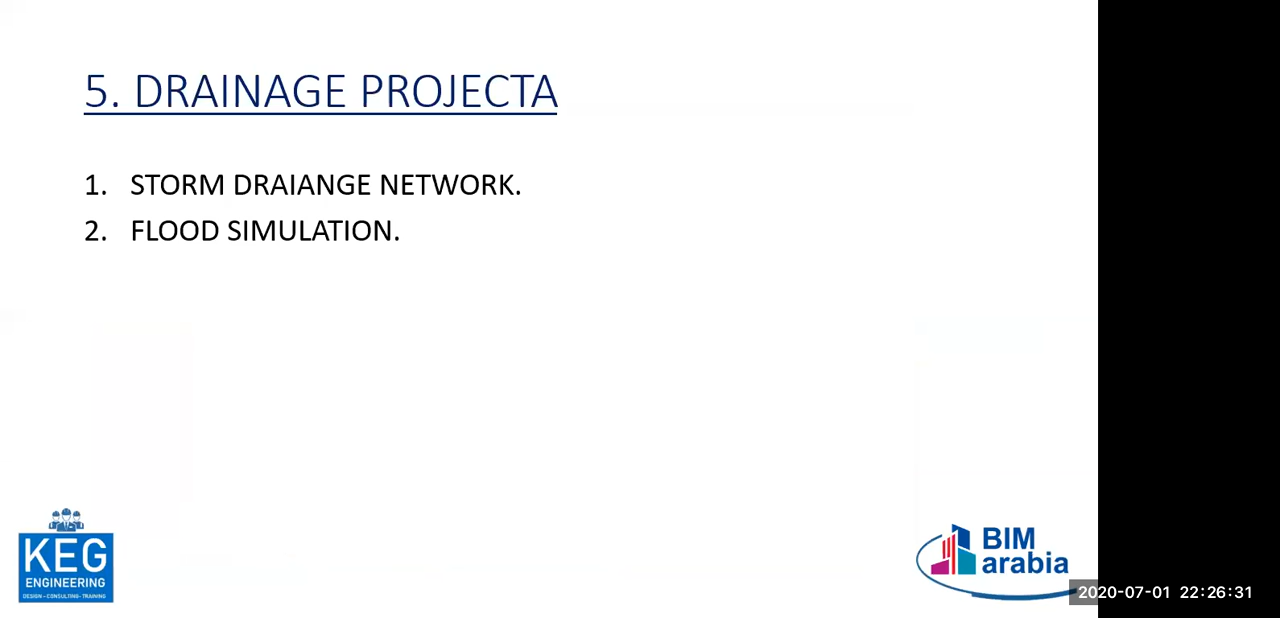 5. DRAINAGE PROJECTA
1. STORM DRAIANGE NETWORK.
2. FLOOD SIMULATION.
KEG
ENGINEERING
DESIGN – CONSULTING - TRAINING
BIM
arabia
2020-07-01 22:26:31